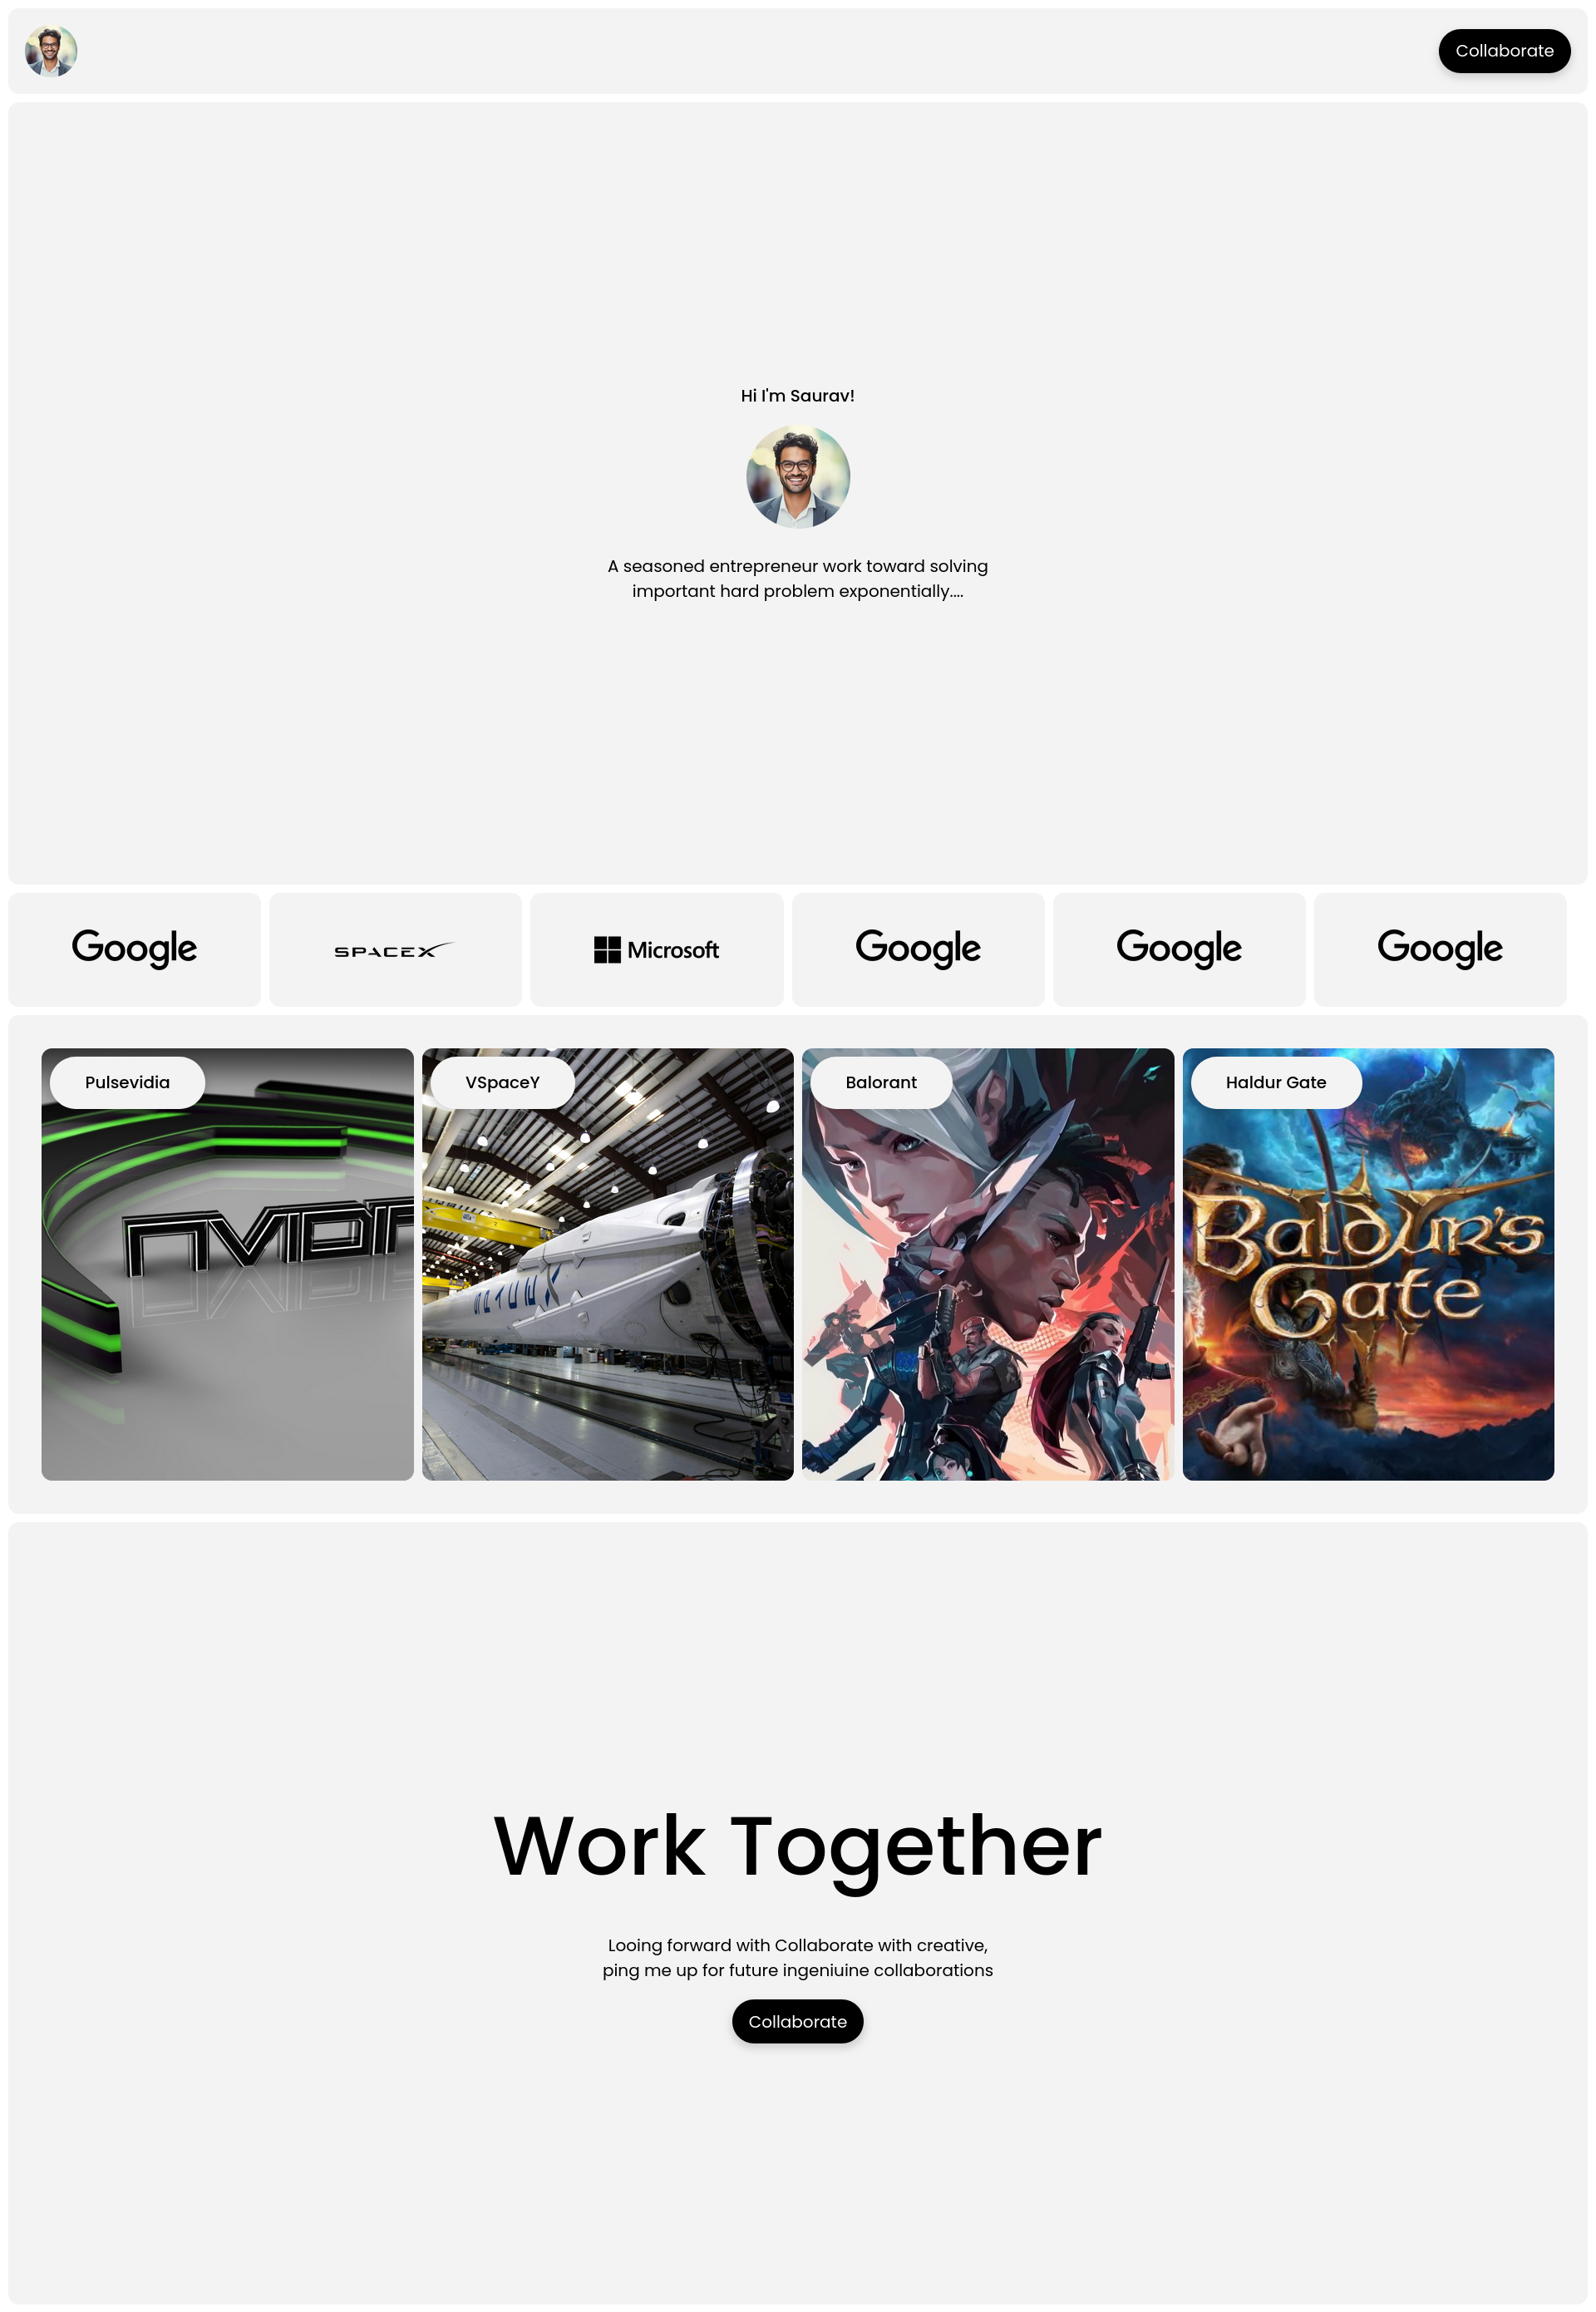 Collaborate
Hi I'm Saurav!
A seasoned entrepreneur work toward solving
important hard problem exponentially....
Google
SPACEX
Microsoft
Google
Google
Google
Pulsevidia
VSpaceY
Balorant
Haldur Gate
Baldur's
Gate
Work Together
Looing forward with Collaborate with creative,
ping me up for future ingeniuine collaborations
Collaborate